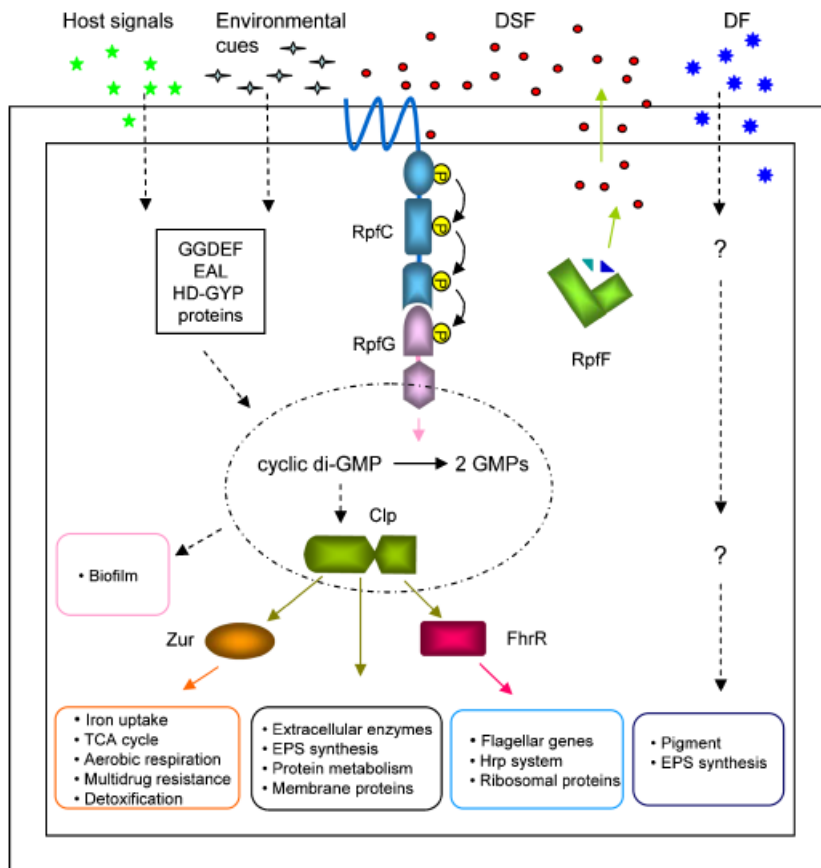 Host signals
Environmental
cues
DSF
DF
P
RpfC
P
P
RpfG
P
GGDEF
EAL
HD-GYP
proteins
RpfF
?
cyclic di-GMP
2 GMPs
Clp
?
• Biofilm
Zur
FhrR
• Iron uptake
• TCA cycle
• Aerobic respiration
• Multidrug resistance
• Detoxification
• Extracellular enzymes
• EPS synthesis
• Protein metabolism
• Membrane proteins
• Flagellar genes
• Hrp system
• Ribosomal proteins
• Pigment
• EPS synthesis